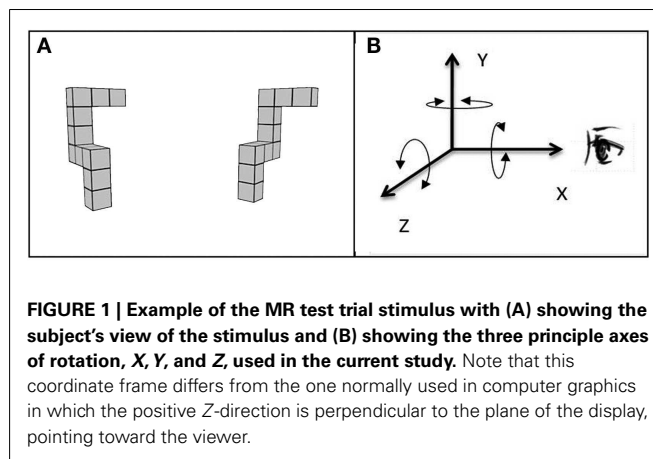 A
B
Y
X
Z
FIGURE 1 | Example of the MR test trial stimulus with (A) showing the
subject's view of the stimulus and (B) showing the three principle axes
of rotation, X, Y, and Z, used in the current study. Note that this
coordinate frame differs from the one normally used in computer graphics
in which the positive Z-direction is perpendicular to the plane of the display,
pointing toward the viewer.